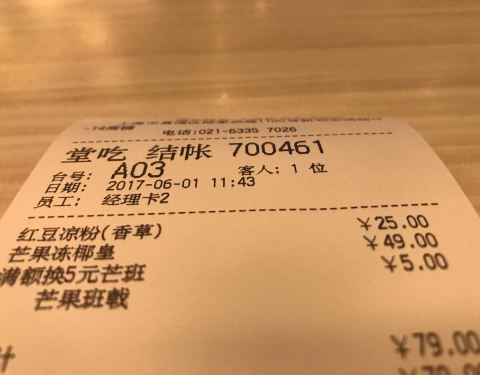 -14商铺
电话:021-6335 7026
堂吃 结帐 700461
台号: A03 客人: 1 位
日期: 2017-06-01 11:43
员工: 经理卡2
红豆凉粉(香草) ¥25.00
芒果冻椰皇 ¥49.00
满额换5元芒班 ¥5.00
芒果班戟
计 ¥79.00